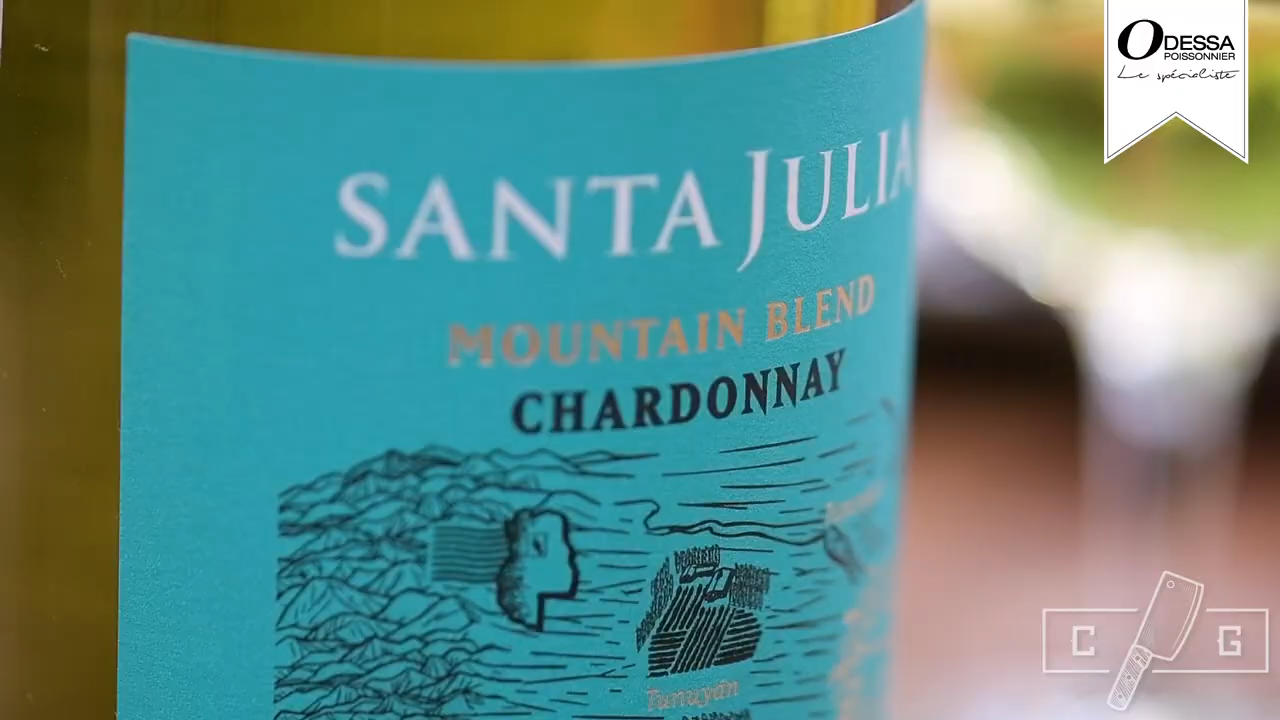 ODESSA
POISSONNIER
Le spécialiste
SANTA JULIA
MOUNTAIN BLEND
CHARDONNAY
Tunuyán
C G